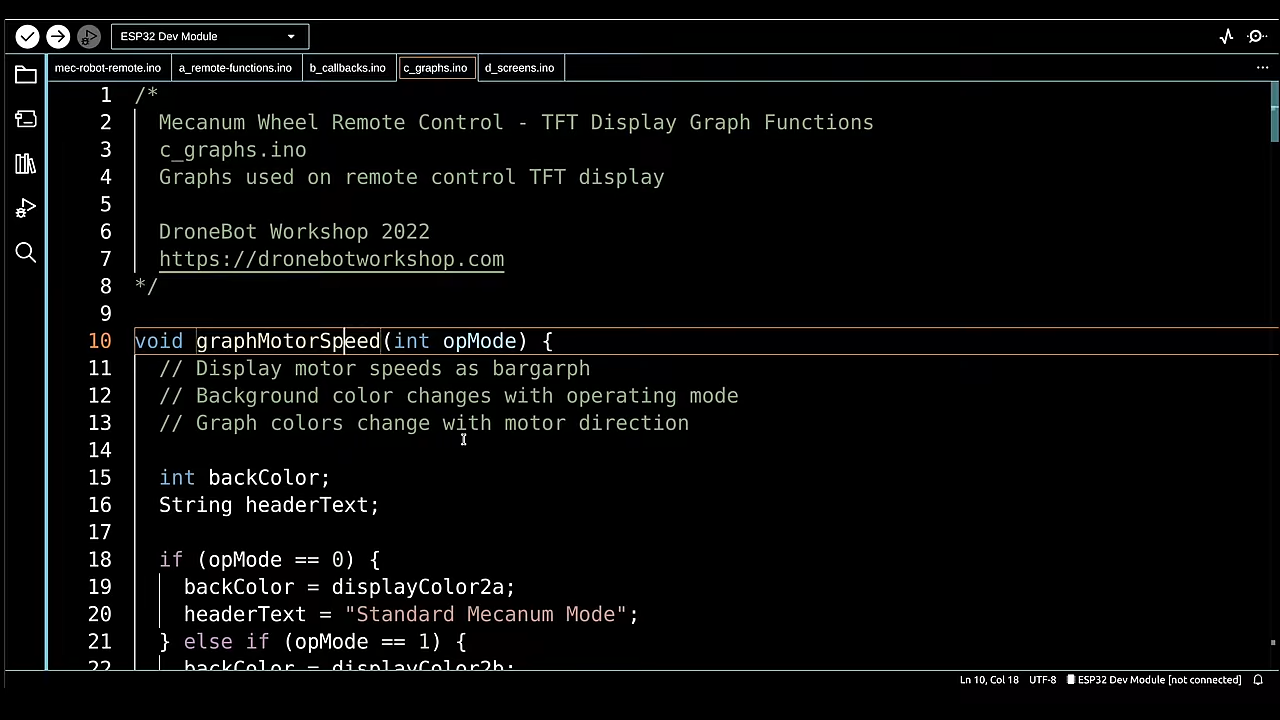 ESP32 Dev Module
mec-robot-remote.ino a_remote-functions.ino b_callbacks.ino c_graphs.ino d_screens.ino
1 /*
2 Mecanum Wheel Remote Control - TFT Display Graph Functions
3 c_graphs.ino
4 Graphs used on remote control TFT display
5
6 DroneBot Workshop 2022
7 https://dronebotworkshop.com
8 */
9
10 void graphMotorSpeed(int opMode) {
11 // Display motor speeds as bargarph
12 // Background color changes with operating mode
13 // Graph colors change with motor direction
14
15 int backColor;
16 String headerText;
17
18 if (opMode == 0) {
19 backColor = displayColor2a;
20 headerText = "Standard Mecanum Mode";
21 } else if (opMode == 1) {
22 backColor = displayColor2b;
Ln 10, Col 18 UTF-8 ESP32 Dev Module [not connected]